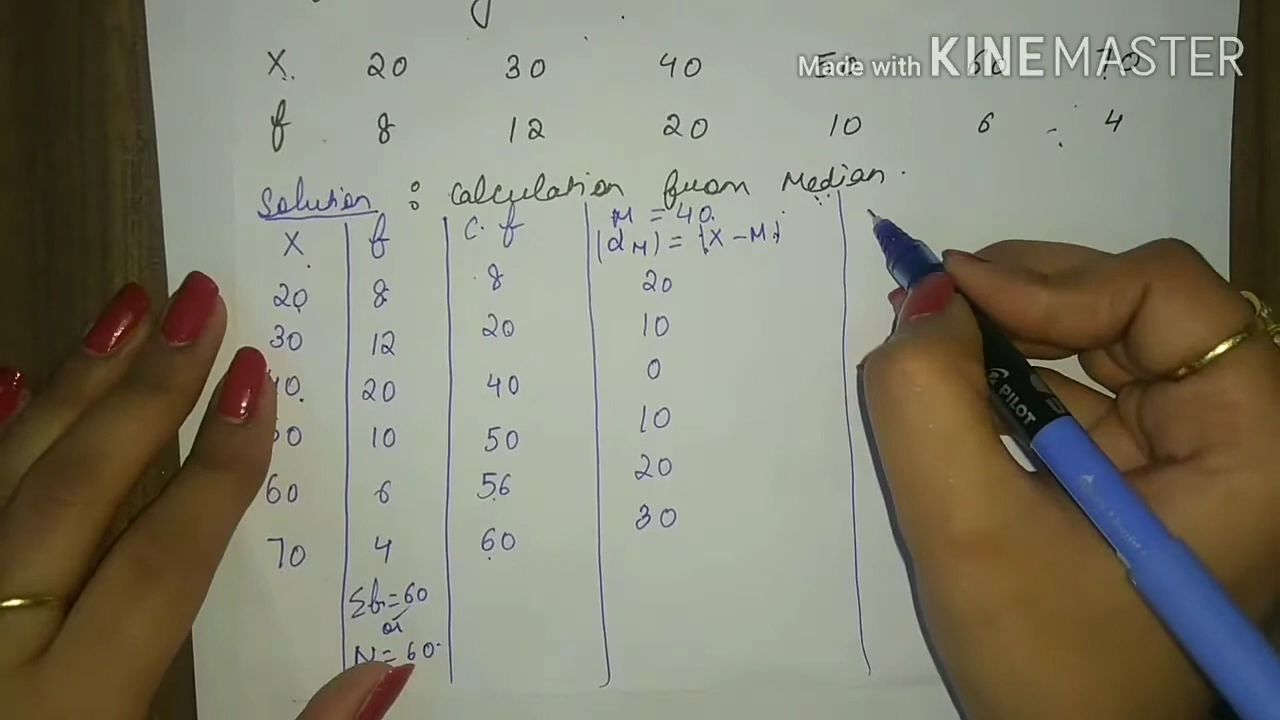 Made with KINEMASTER
X. 20 30 40 70
f 8 12 20 10 6 4
Solution : Calculation from Median.
M = 40.
X f C.f |dM| = |X-M|
20 8 8 20
30 12 20 10
40 20 40 0
10 50 10
60 6 56 20
70 4 60 30
Σf=60
or
N=60
PILOT